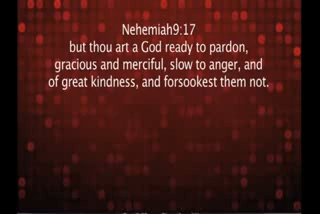 Nehemiah9:17
but thou art a God ready to pardon,
gracious and merciful, slow to anger, and
of great kindness, and forsookest them not.